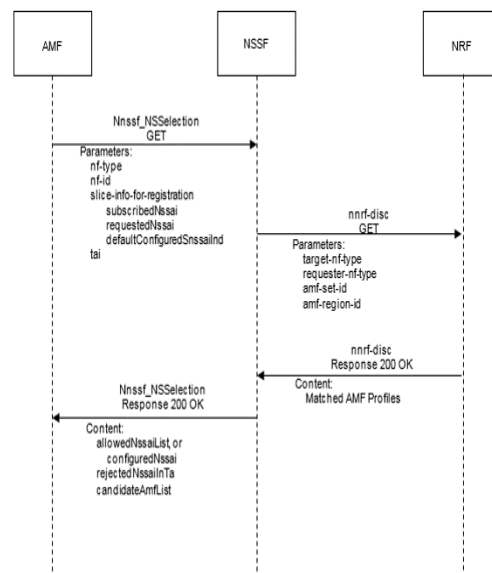 AMF
NSSF
NRF
Nnssf_NSSelection
GET
Parameters:
nf-type
nf-id
slice-info-for-registration
subscribedNssai
requestedNssai
defaultConfiguredSnssaiInd
tai
nnrf-disc
GET
Parameters:
target-nf-type
requester-nf-type
amf-set-id
amf-region-id
nnrf-disc
Response 200 OK
Content:
Matched AMF Profiles
Nnssf_NSSelection
Response 200 OK
Content:
allowedNssaiList, or
configuredNssai
rejectedNssaiInTa
candidateAmfList